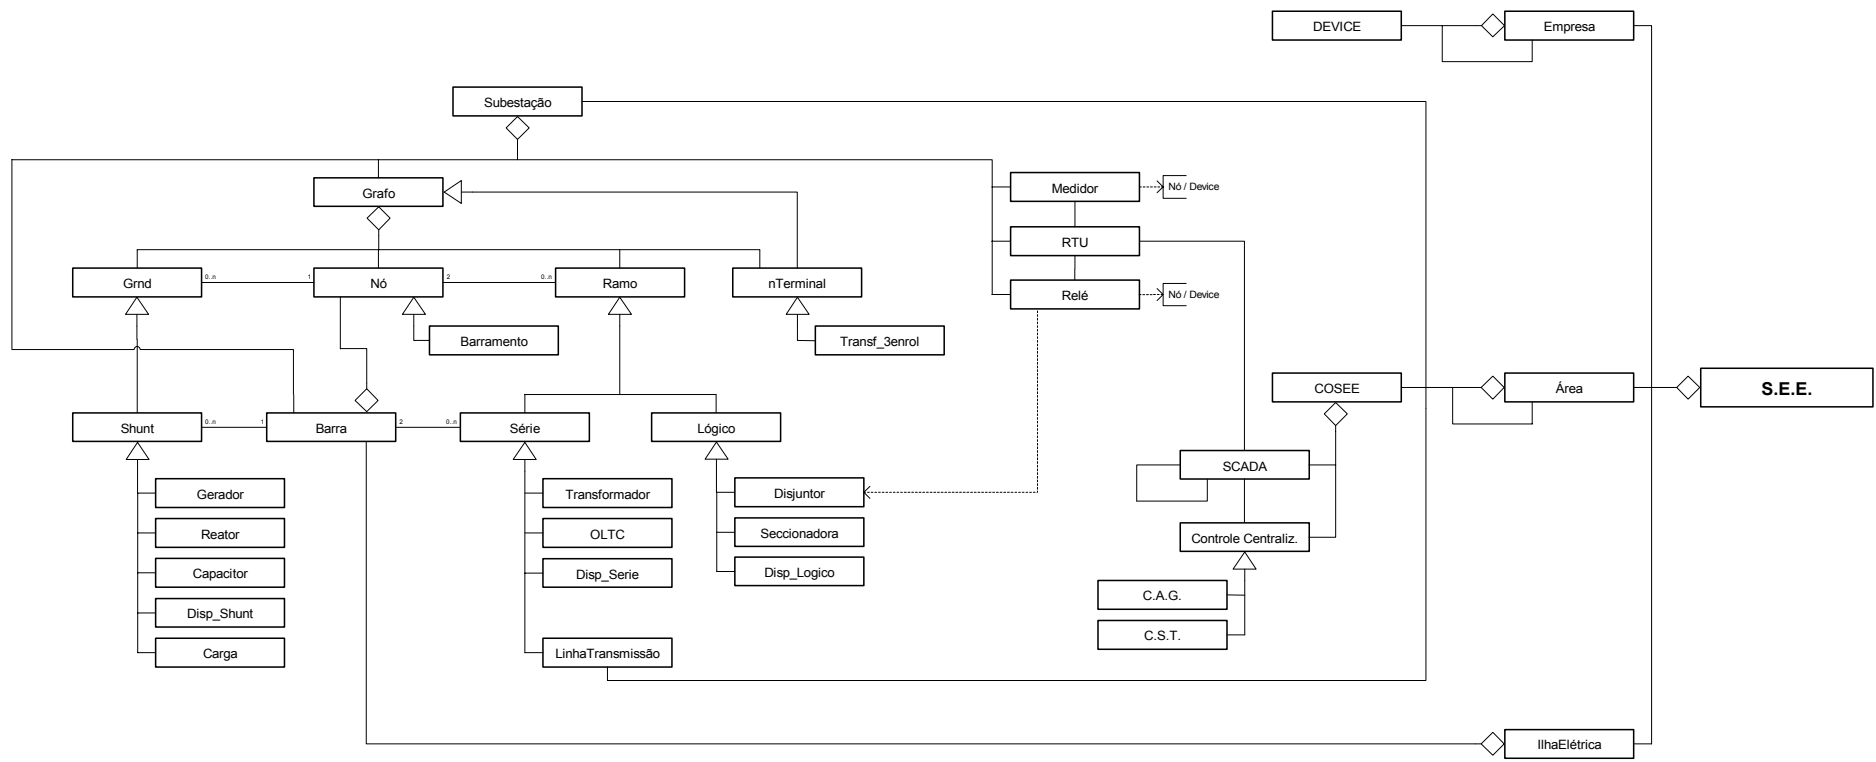 DEVICE
Empresa
Subestação
Grafo
Medidor
Nó / Device
RTU
Grnd
0..n
1
Nó
2
0..n
Ramo
nTerminal
Relé
Nó / Device
Barramento
Transf_3enrol
COSEE
Área
S.E.E.
Shunt
0..n
1
Barra
2
0..n
Série
Lógico
SCADA
Gerador
Transformador
Disjuntor
Reator
OLTC
Seccionadora
Controle Centraliz.
Capacitor
Disp_Serie
Disp_Logico
C.A.G.
Disp_Shunt
C.S.T.
Carga
LinhaTransmissão
IlhaElétrica